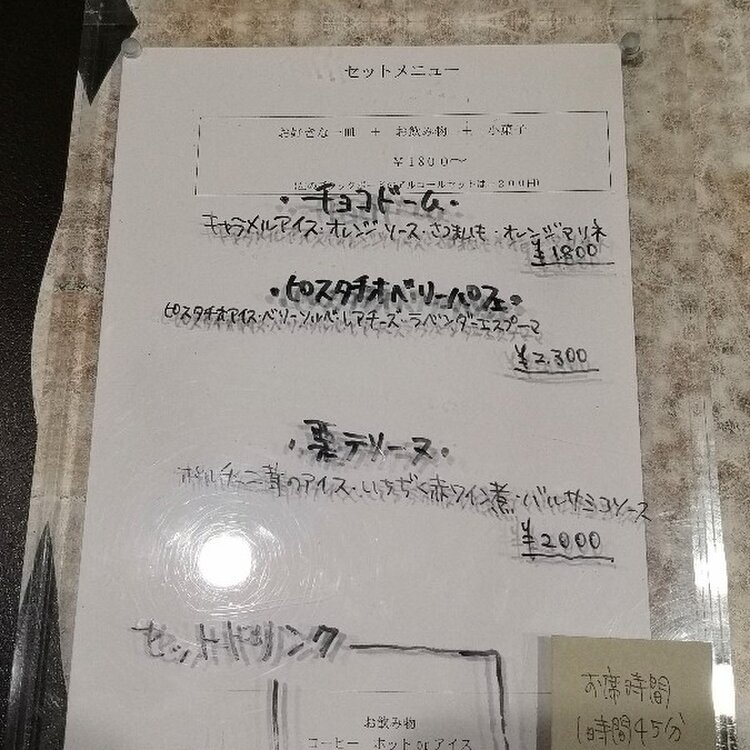 セットメニュー
お好きな一皿 + お飲み物 + 小菓子
¥1800〜
・チョコドーム・
キャラメルアイス・オレンジソース・さつまいも・オレンジマリネ
¥1800
・ピスタチオベリーパフェ・
ピスタチオアイス・ベリーソルベ・レアチーズ・ラベンダーエスプーマ
¥2,300
・栗テリーヌ・
ポルチーニ茸のアイス・いちぢく赤ワイン煮・バルサミコソース
¥2000
セットドリンク
お飲み物
コーヒー ホット or アイス
お席時間
1時間45分